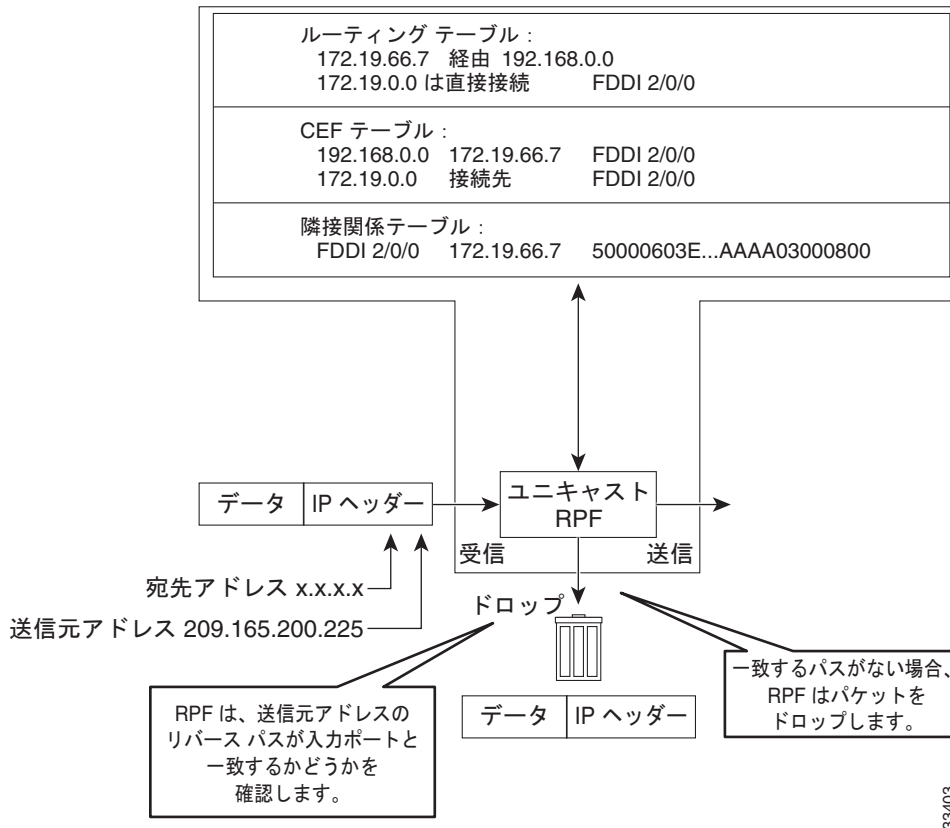 ルーティング テーブル：
172.19.66.7 経由 192.168.0.0
172.19.0.0 は直接接続 FDDI 2/0/0
CEF テーブル：
192.168.0.0 172.19.66.7 FDDI 2/0/0
172.19.0.0 接続先 FDDI 2/0/0
隣接関係テーブル：
FDDI 2/0/0 172.19.66.7 50000603E...AAAA03000800
データ IP ヘッダー
ユニキャスト
RPF
受信
送信
宛先アドレス x.x.x.x
送信元アドレス 209.165.200.225
ドロップ
データ IP ヘッダー
RPF は、送信元アドレスの
リバース パスが入力ポートと
一致するかどうかを
確認します。
一致するパスがない場合、
RPF はパケットを
ドロップします。
33403